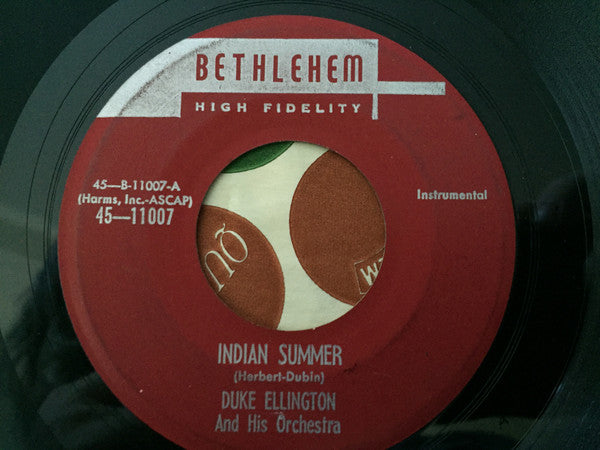 BETHLEHEM
HIGH FIDELITY
45—B-11007-A
(Harms, Inc.-ASCAP)
45—11007
Instrumental
INDIAN SUMMER
(Herbert-Dubin)
DUKE ELLINGTON
And His Orchestra